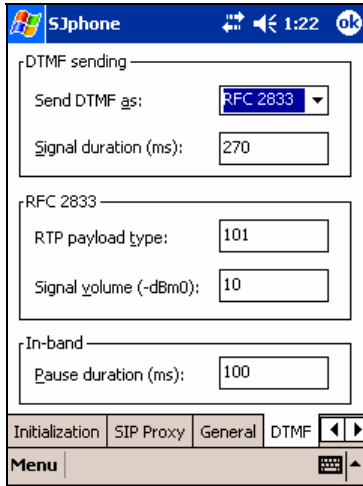 SJphone 1:22 ok
DTMF sending
Send DTMF as: RFC 2833
Signal duration (ms): 270
RFC 2833
RTP payload type: 101
Signal volume (-dBm0): 10
In-band
Pause duration (ms): 100
Initialization SIP Proxy General DTMF
Menu